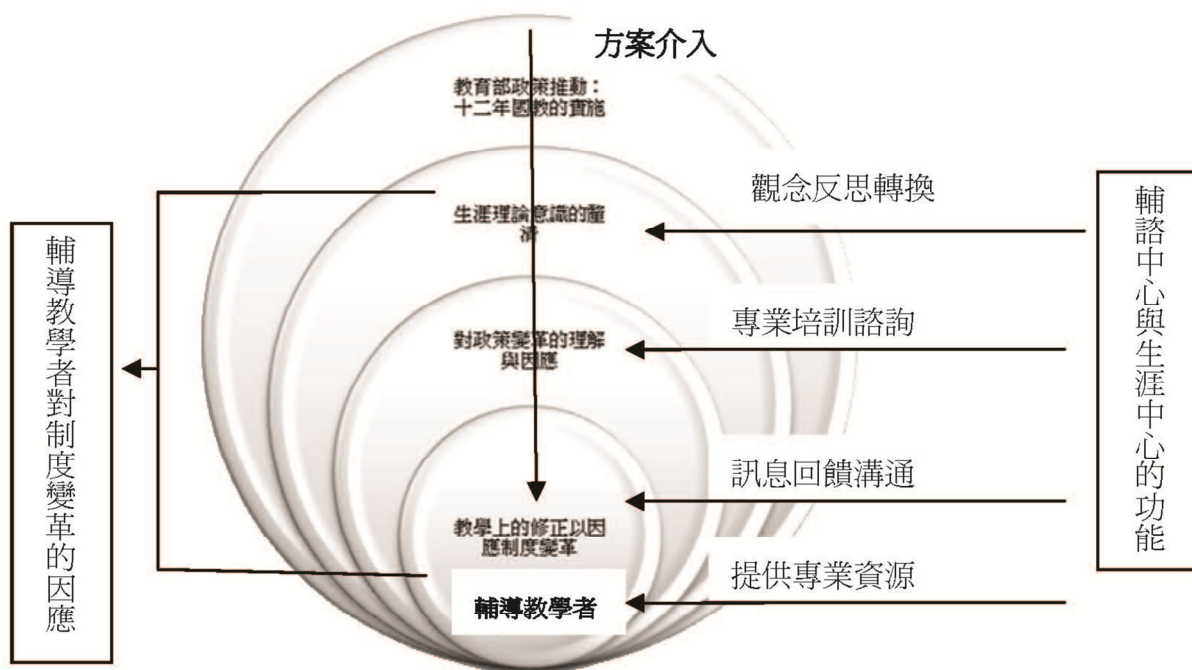 方案介入
教育部政策推動：
十二年國教的實施
觀念反思轉換
生涯理論意識的釐
清
專業培訓諮詢
對政策變革的理解
與因應
訊息回饋溝通
教學上的修正以因
應制度變革
提供專業資源
輔導教學者
輔導教學者對制度變革的因應
輔諮中心與生涯中心的功能